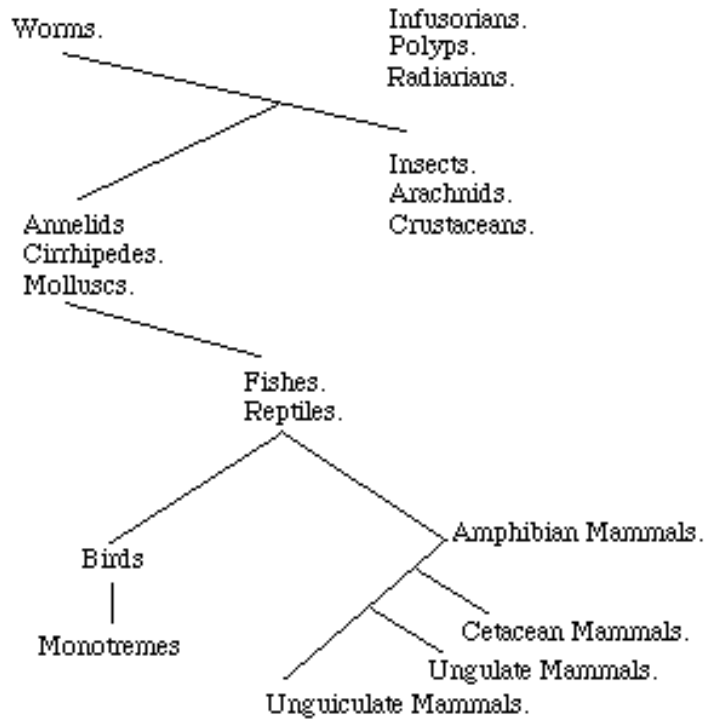 Worms.
Infusorians.
Polyps.
Radiarians.
Insects.
Arachnids.
Crustaceans.
Annelids
Cirrhipedes.
Molluscs.
Fishes.
Reptiles.
Birds
Monotremes
Amphibian Mammals.
Cetacean Mammals.
Ungulate Mammals.
Unguiculate Mammals.